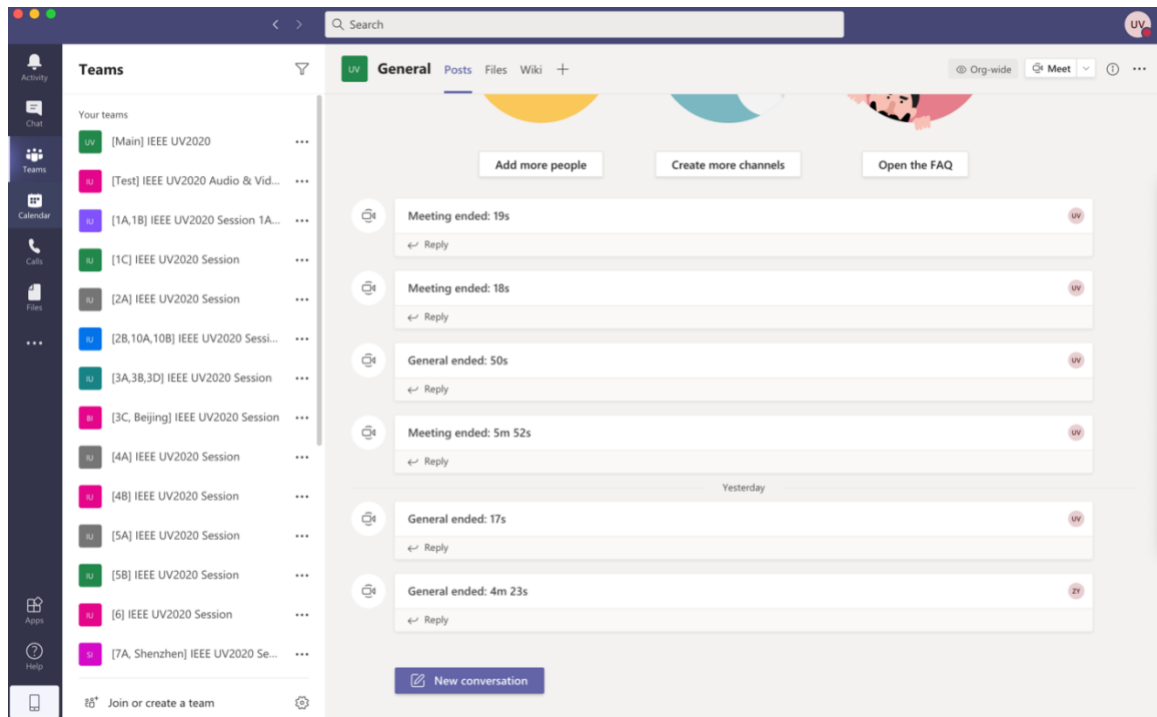 Search
UV
Activity
Chat
Teams
Calendar
Calls
Files
Apps
Help
Teams
Your teams
UV [Main] IEEE UV2020
IU [Test] IEEE UV2020 Audio & Vid...
IU [1A,1B] IEEE UV2020 Session 1A...
IU [1C] IEEE UV2020 Session
IU [2A] IEEE UV2020 Session
IU [2B,10A,10B] IEEE UV2020 Sessi...
IU [3A,3B,3D] IEEE UV2020 Session
BI [3C, Beijing] IEEE UV2020 Session
IU [4A] IEEE UV2020 Session
IU [4B] IEEE UV2020 Session
IU [5A] IEEE UV2020 Session
IU [5B] IEEE UV2020 Session
IU [6] IEEE UV2020 Session
SI [7A, Shenzhen] IEEE UV2020 Se...
Join or create a team
UV General Posts Files Wiki
Org-wide Meet
Add more people Create more channels Open the FAQ
Meeting ended: 19s UV
Reply
Meeting ended: 18s UV
Reply
General ended: 50s UV
Reply
Meeting ended: 5m 52s UV
Reply
Yesterday
General ended: 17s UV
Reply
General ended: 4m 23s ZY
Reply
New conversation